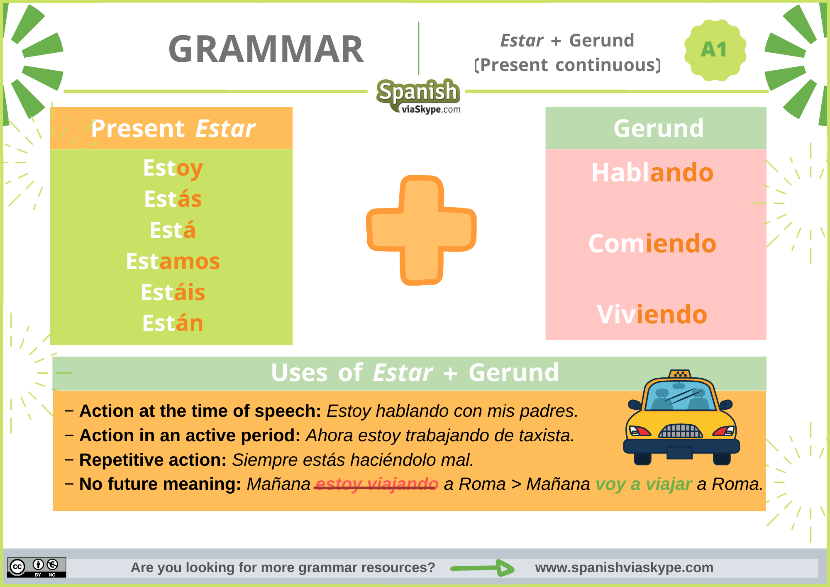 GRAMMAR
Estar + Gerund
(Present continuous)
A1
Spanish
viaSkype.com
Present Estar
Estoy
Estás
Está
Estamos
Estáis
Están
Gerund
Hablando
Comiendo
Viviendo
Uses of Estar + Gerund
– Action at the time of speech: Estoy hablando con mis padres.
– Action in an active period: Ahora estoy trabajando de taxista.
– Repetitive action: Siempre estás haciéndolo mal.
– No future meaning: Mañana estoy viajando a Roma > Mañana voy a viajar a Roma.
cc
BY NC
Are you looking for more grammar resources?
www.spanishviaskype.com